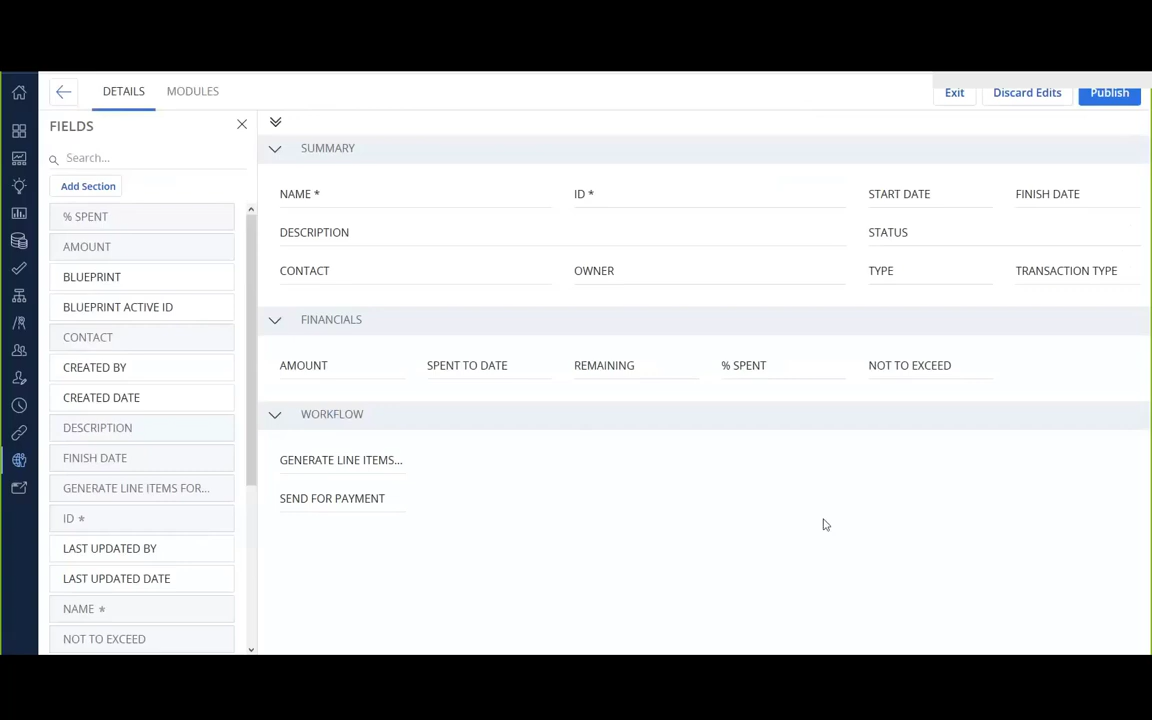 DETAILS MODULES Exit Discard Edits Publish
FIELDS
Search...
Add Section
% SPENT
AMOUNT
BLUEPRINT
BLUEPRINT ACTIVE ID
CONTACT
CREATED BY
CREATED DATE
DESCRIPTION
FINISH DATE
GENERATE LINE ITEMS FOR...
ID *
LAST UPDATED BY
LAST UPDATED DATE
NAME *
NOT TO EXCEED
SUMMARY
NAME * ID * START DATE FINISH DATE
DESCRIPTION STATUS
CONTACT OWNER TYPE TRANSACTION TYPE
FINANCIALS
AMOUNT SPENT TO DATE REMAINING % SPENT NOT TO EXCEED
WORKFLOW
GENERATE LINE ITEMS...
SEND FOR PAYMENT